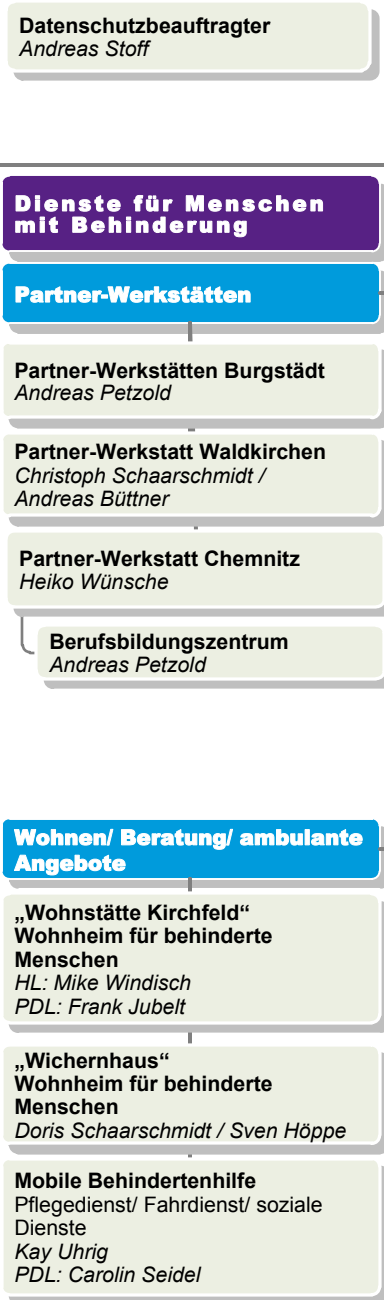 Datenschutzbeauftragter
Andreas Stoff
Dienste für Menschen
mit Behinderung
Partner-Werkstätten
Partner-Werkstätten Burgstädt
Andreas Petzold
Partner-Werkstatt Waldkirchen
Christoph Schaarschmidt /
Andreas Büttner
Partner-Werkstatt Chemnitz
Heiko Wünsche
Berufsbildungszentrum
Andreas Petzold
Wohnen/ Beratung/ ambulante
Angebote
„Wohnstätte Kirchfeld“
Wohnheim für behinderte
Menschen
HL: Mike Windisch
PDL: Frank Jubelt
„Wichernhaus“
Wohnheim für behinderte
Menschen
Doris Schaarschmidt / Sven Höppe
Mobile Behindertenhilfe
Pflegedienst/ Fahrdienst/ soziale
Dienste
Kay Uhrig
PDL: Carolin Seidel